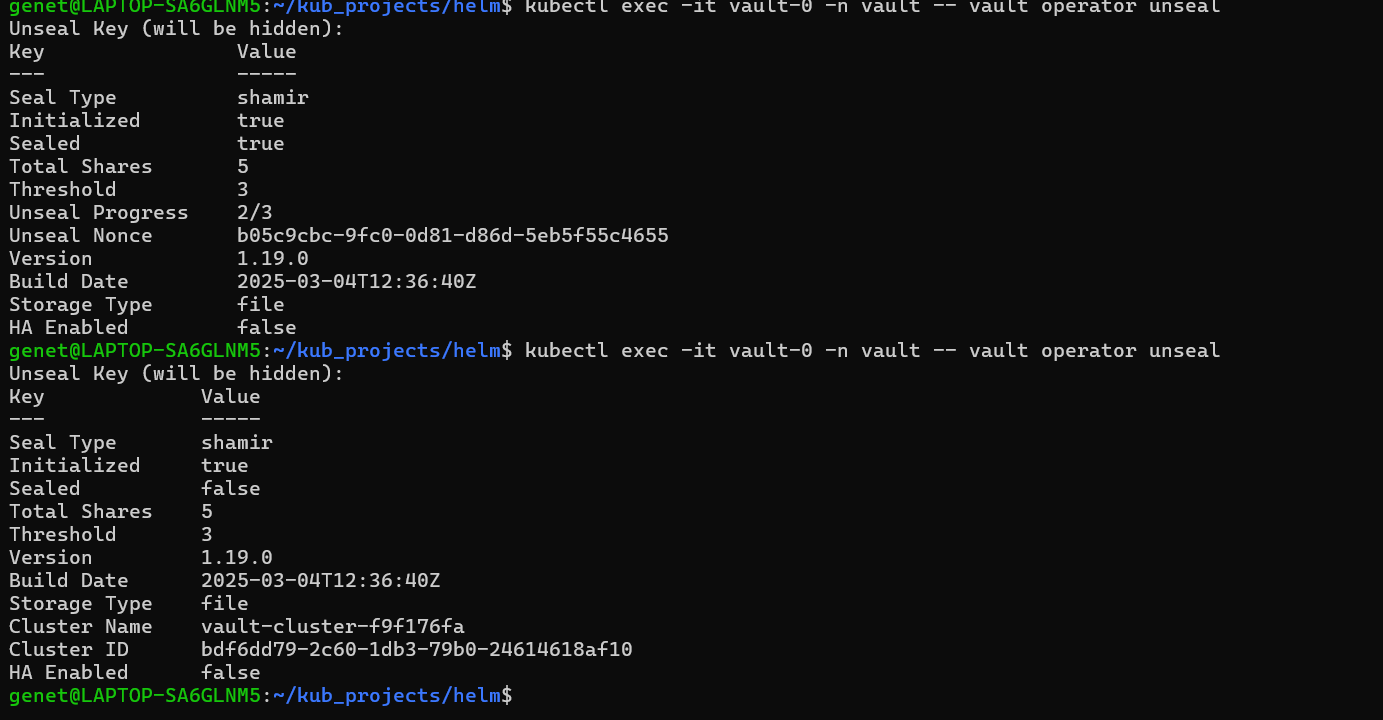 genet@LAPTOP-SA6GLNM5:~/kub_projects/helm$ kubectl exec -it vault-0 -n vault -- vault operator unseal
Unseal Key (will be hidden):
Key                Value
---                -----
Seal Type          shamir
Initialized        true
Sealed             true
Total Shares       5
Threshold          3
Unseal Progress    2/3
Unseal Nonce       b05c9cbc-9fc0-0d81-d86d-5eb5f55c4655
Version            1.19.0
Build Date         2025-03-04T12:36:40Z
Storage Type       file
HA Enabled         false
genet@LAPTOP-SA6GLNM5:~/kub_projects/helm$ kubectl exec -it vault-0 -n vault -- vault operator unseal
Unseal Key (will be hidden):
Key             Value
---             -----
Seal Type       shamir
Initialized     true
Sealed          false
Total Shares    5
Threshold       3
Version         1.19.0
Build Date      2025-03-04T12:36:40Z
Storage Type    file
Cluster Name    vault-cluster-f9f176fa
Cluster ID      bdf6dd79-2c60-1db3-79b0-24614618af10
HA Enabled      false
genet@LAPTOP-SA6GLNM5:~/kub_projects/helm$